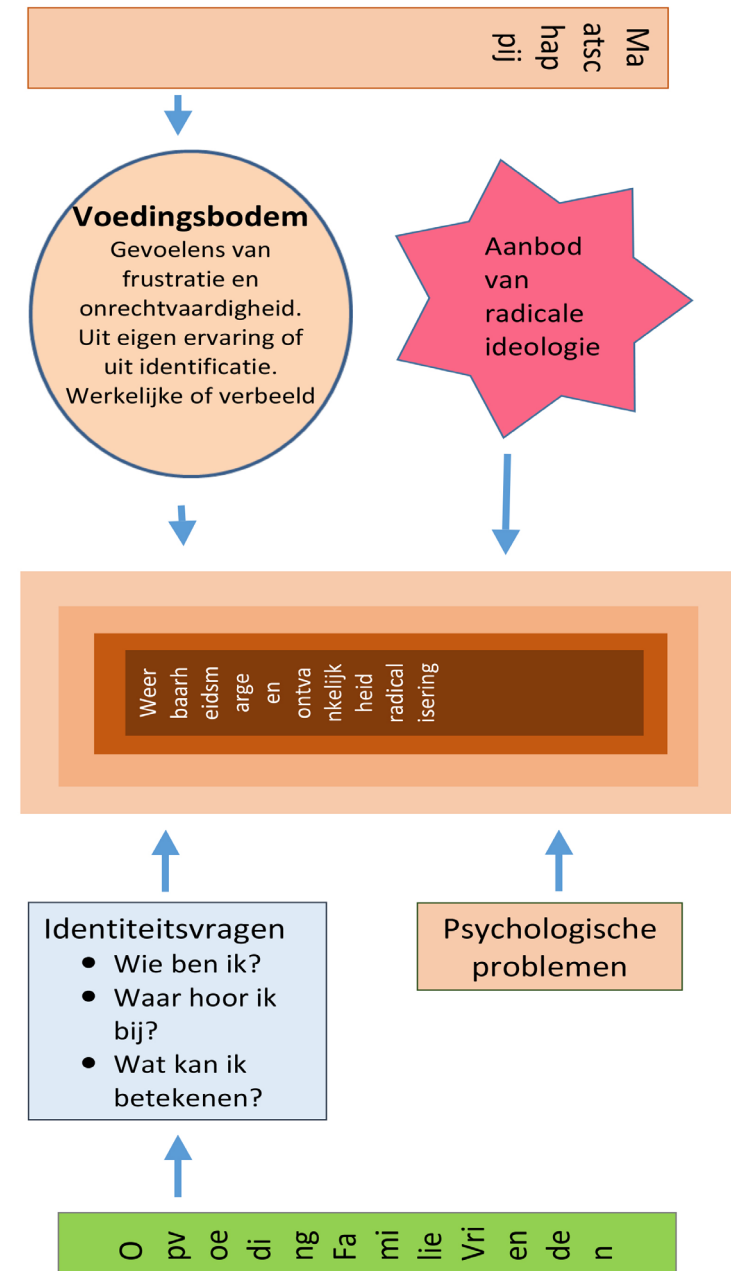 Ma
atsc
hap
pij
Voedingsbodem
Gevoelens van
frustratie en
onrechtvaardigheid.
Uit eigen ervaring of
uit identificatie.
Werkelijke of verbeeld
Aanbod
van
radicale
ideologie
Weer
baarh
eidsm
arge
en
ontva
nkelijk
heid
radical
isering
Identiteitsvragen
• Wie ben ik?
• Waar hoor ik
bij?
• Wat kan ik
betekenen?
Psychologische
problemen
O
pv
oe
di
ng
Fa
mi
lie
Vri
en
de
n